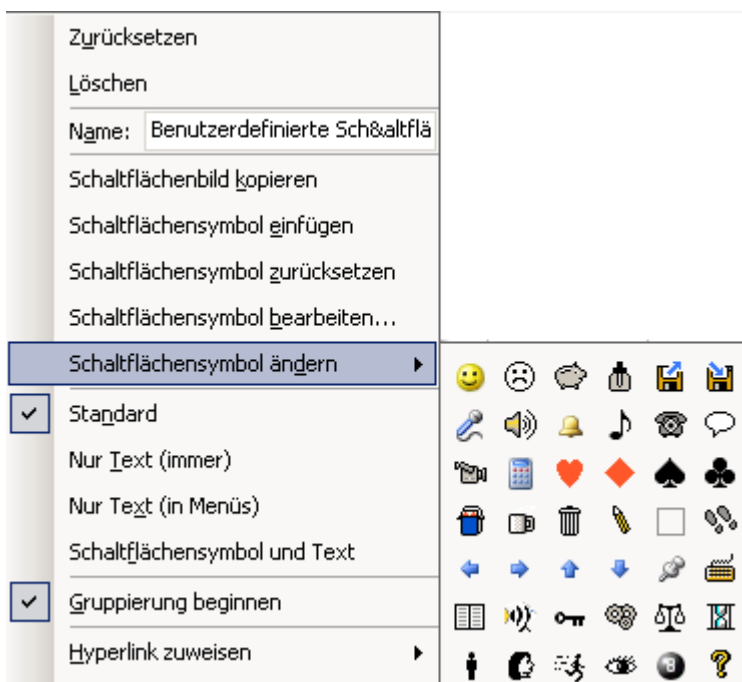 Zurücksetzen
Löschen
Name: Benutzerdefinierte Sch&altflä
Schaltflächenbild kopieren
Schaltflächensymbol einfügen
Schaltflächensymbol zurücksetzen
Schaltflächensymbol bearbeiten...
Schaltflächensymbol ändern
Standard
Nur Text (immer)
Nur Text (in Menüs)
Schaltflächensymbol und Text
Gruppierung beginnen
Hyperlink zuweisen